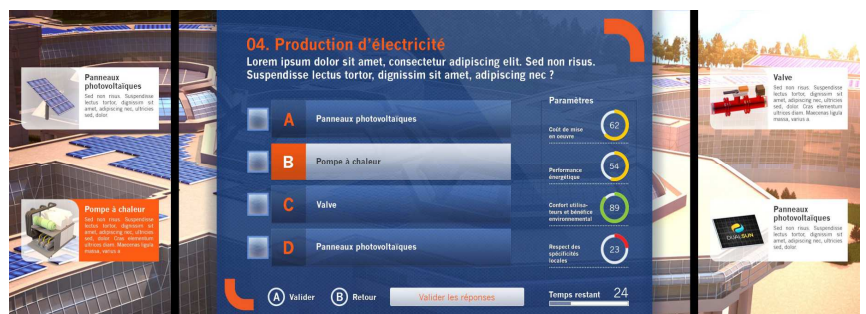 04. Production d'électricité
Lorem ipsum dolor sit amet, consectetur adipiscing elit. Sed non risus.
Suspendisse lectus tortor, dignissim sit amet, adipiscing nec ?
Panneaux
photovoltaïques
Sed non risus. Suspendisse
lectus tortor, dignissim sit
amet, adipiscing nec, ultricies
sed, dolor.
Pompe à chaleur
Sed non risus. Suspendisse
lectus tortor, dignissim sit
amet, adipiscing nec, ultricies
sed, dolor. Cras elementum
ultrices diam. Maecenas ligula
massa, varius a
A Panneaux photovoltaïques
B Pompe à chaleur
C Valve
D Panneaux photovoltaïques
Paramètres
Coût de mise
en oeuvre
62
Performance
énergétique
54
Confort utilisa-
teurs et bénéfice
environnemental
89
Respect des
spécificités
locales
23
A Valider
B Retour
Valider les réponses
Temps restant 24
Valve
Sed non risus. Suspendisse
lectus tortor, dignissim sit
amet, adipiscing nec, ultricies
sed, dolor. Cras elementum
ultrices diam. Maecenas ligula
massa, varius a
DUALSUN
Panneaux
photovoltaïques
Sed non risus. Suspendisse
lectus tortor, dignissim sit
amet, adipiscing nec, ultricies
sed, dolor